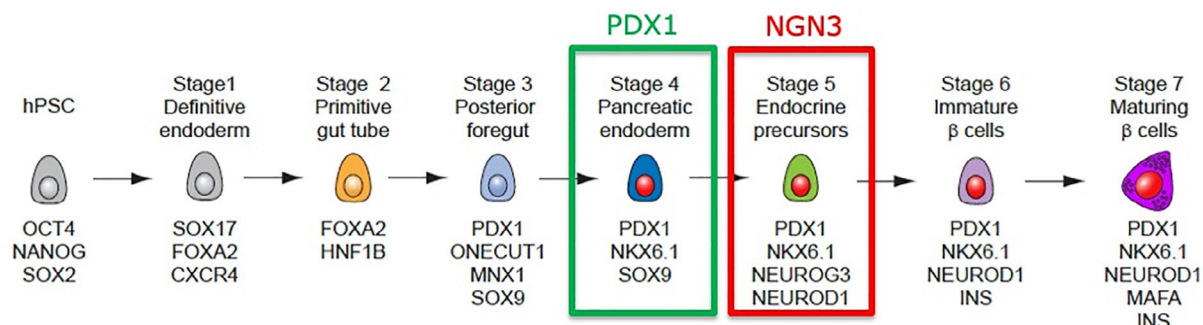 PDX1
NGN3
hPSC
OCT4
NANOG
SOX2
Stage1
Definitive
endoderm
SOX17
FOXA2
CXCR4
Stage 2
Primitive
gut tube
FOXA2
HNF1B
Stage 3
Posterior
foregut
PDX1
ONECUT1
MNX1
SOX9
Stage 4
Pancreatic
endoderm
PDX1
NKX6.1
SOX9
Stage 5
Endocrine
precursors
PDX1
NKX6.1
NEUROG3
NEUROD1
Stage 6
Immature
β cells
PDX1
NKX6.1
NEUROD1
INS
Stage 7
Maturing
β cells
PDX1
NKX6.1
NEUROD1
MAFA
INS